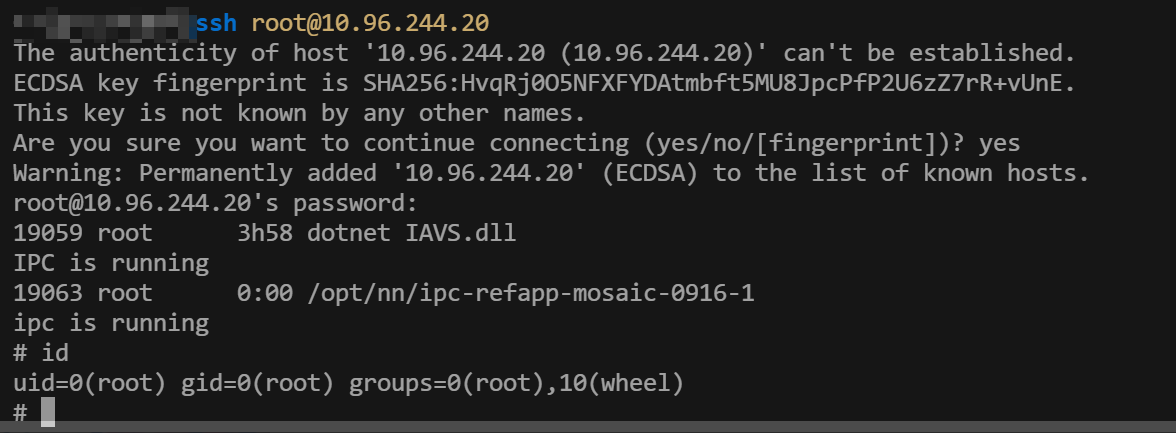 ssh root@10.96.244.20
The authenticity of host '10.96.244.20 (10.96.244.20)' can't be established.
ECDSA key fingerprint is SHA256:HvqRj0O5NFXFYDAtmbft5MU8JpcPfP2U6zZ7rR+vUnE.
This key is not known by any other names.
Are you sure you want to continue connecting (yes/no/[fingerprint])? yes
Warning: Permanently added '10.96.244.20' (ECDSA) to the list of known hosts.
root@10.96.244.20's password:
19059 root      3h58 dotnet IAVS.dll
IPC is running
19063 root      0:00 /opt/nn/ipc-refapp-mosaic-0916-1
ipc is running
# id
uid=0(root) gid=0(root) groups=0(root),10(wheel)
#